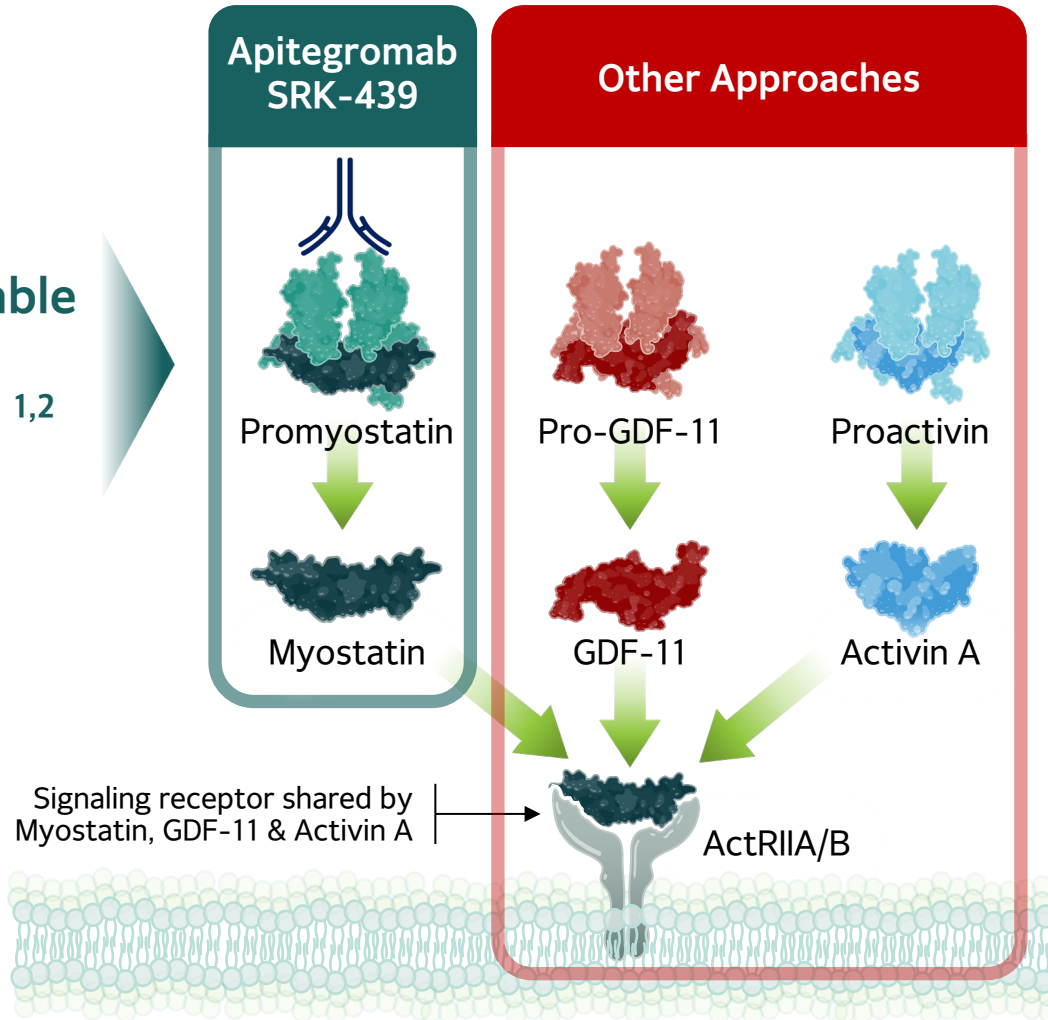 Apitegromab
SRK-439
Other Approaches
1,2
Promyostatin
Pro-GDF-11
Proactivin
Myostatin
GDF-11
Activin A
Signaling receptor shared by
Myostatin, GDF-11 & Activin A
ActRIIA/B